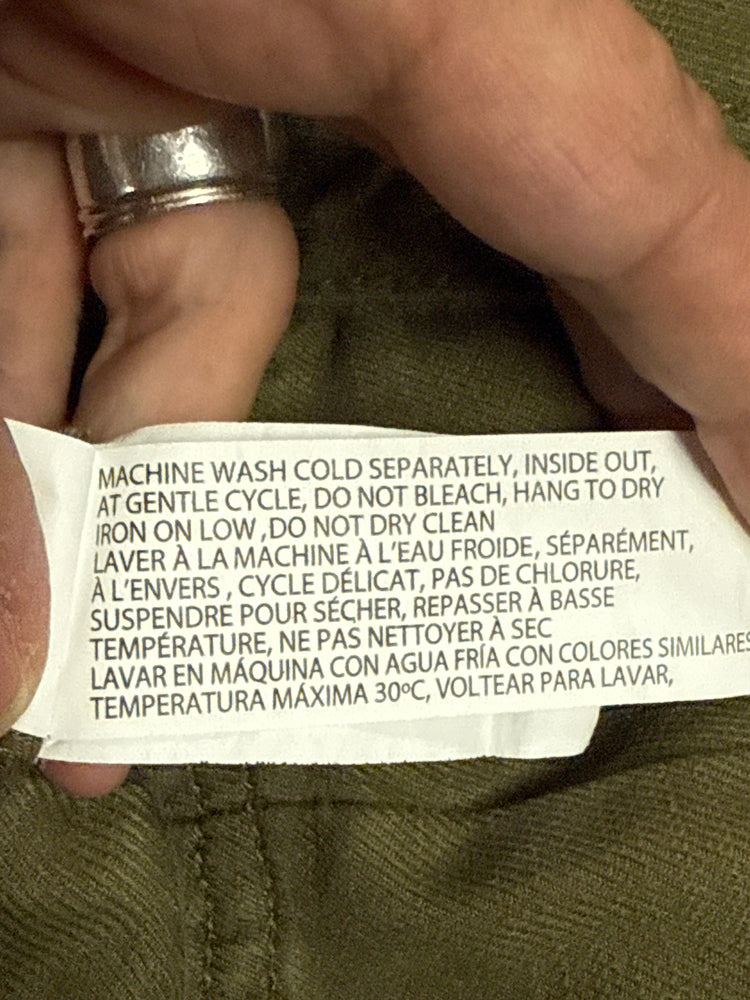 MACHINE WASH COLD SEPARATELY, INSIDE OUT,
AT GENTLE CYCLE, DO NOT BLEACH, HANG TO DRY
IRON ON LOW ,DO NOT DRY CLEAN
LAVER À LA MACHINE À L'EAU FROIDE, SÉPARÉMENT,
À L'ENVERS , CYCLE DÉLICAT, PAS DE CHLORURE,
SUSPENDRE POUR SÉCHER, REPASSER À BASSE
TEMPÉRATURE, NE PAS NETTOYER À SEC
LAVAR EN MÁQUINA CON AGUA FRÍA CON COLORES SIMILARES
TEMPERATURA MÁXIMA 30ºC, VOLTEAR PARA LAVAR,